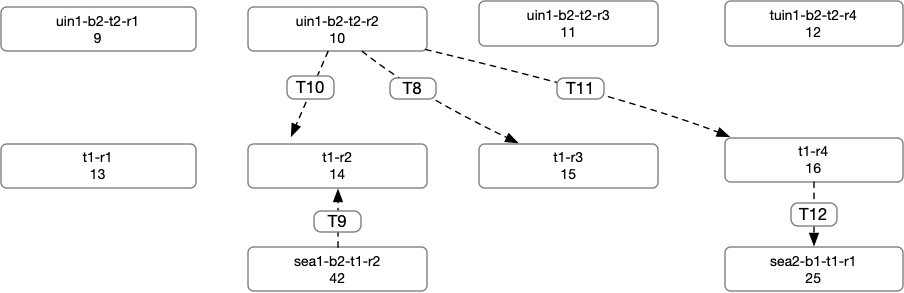 uin1-b2-t2-r1
9
uin1-b2-t2-r2
10
uin1-b2-t2-r3
11
tuin1-b2-t2-r4
12
T10
T8
T11
t1-r1
13
t1-r2
14
t1-r3
15
t1-r4
16
T9
T12
sea1-b2-t1-r2
42
sea2-b1-t1-r1
25